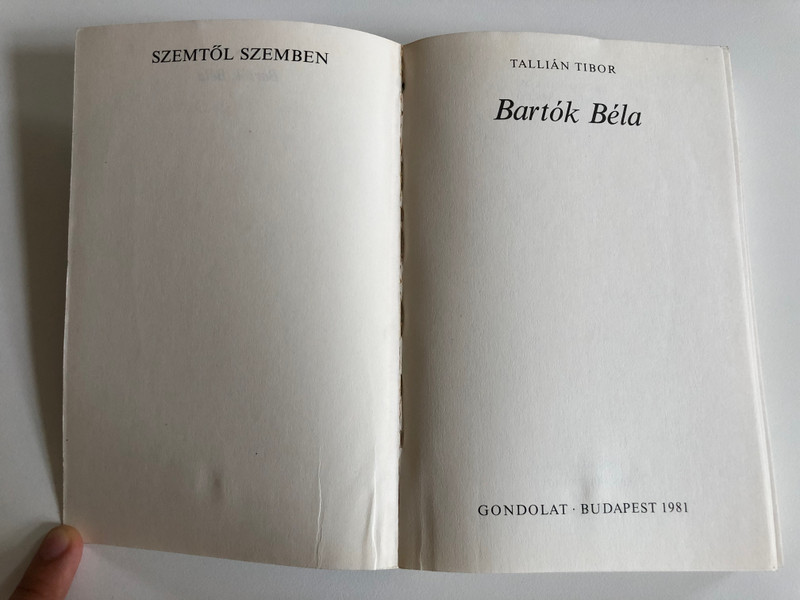 SZEMTŐL SZEMBEN
TALLIÁN TIBOR
Bartók Béla
GONDOLAT · BUDAPEST 1981